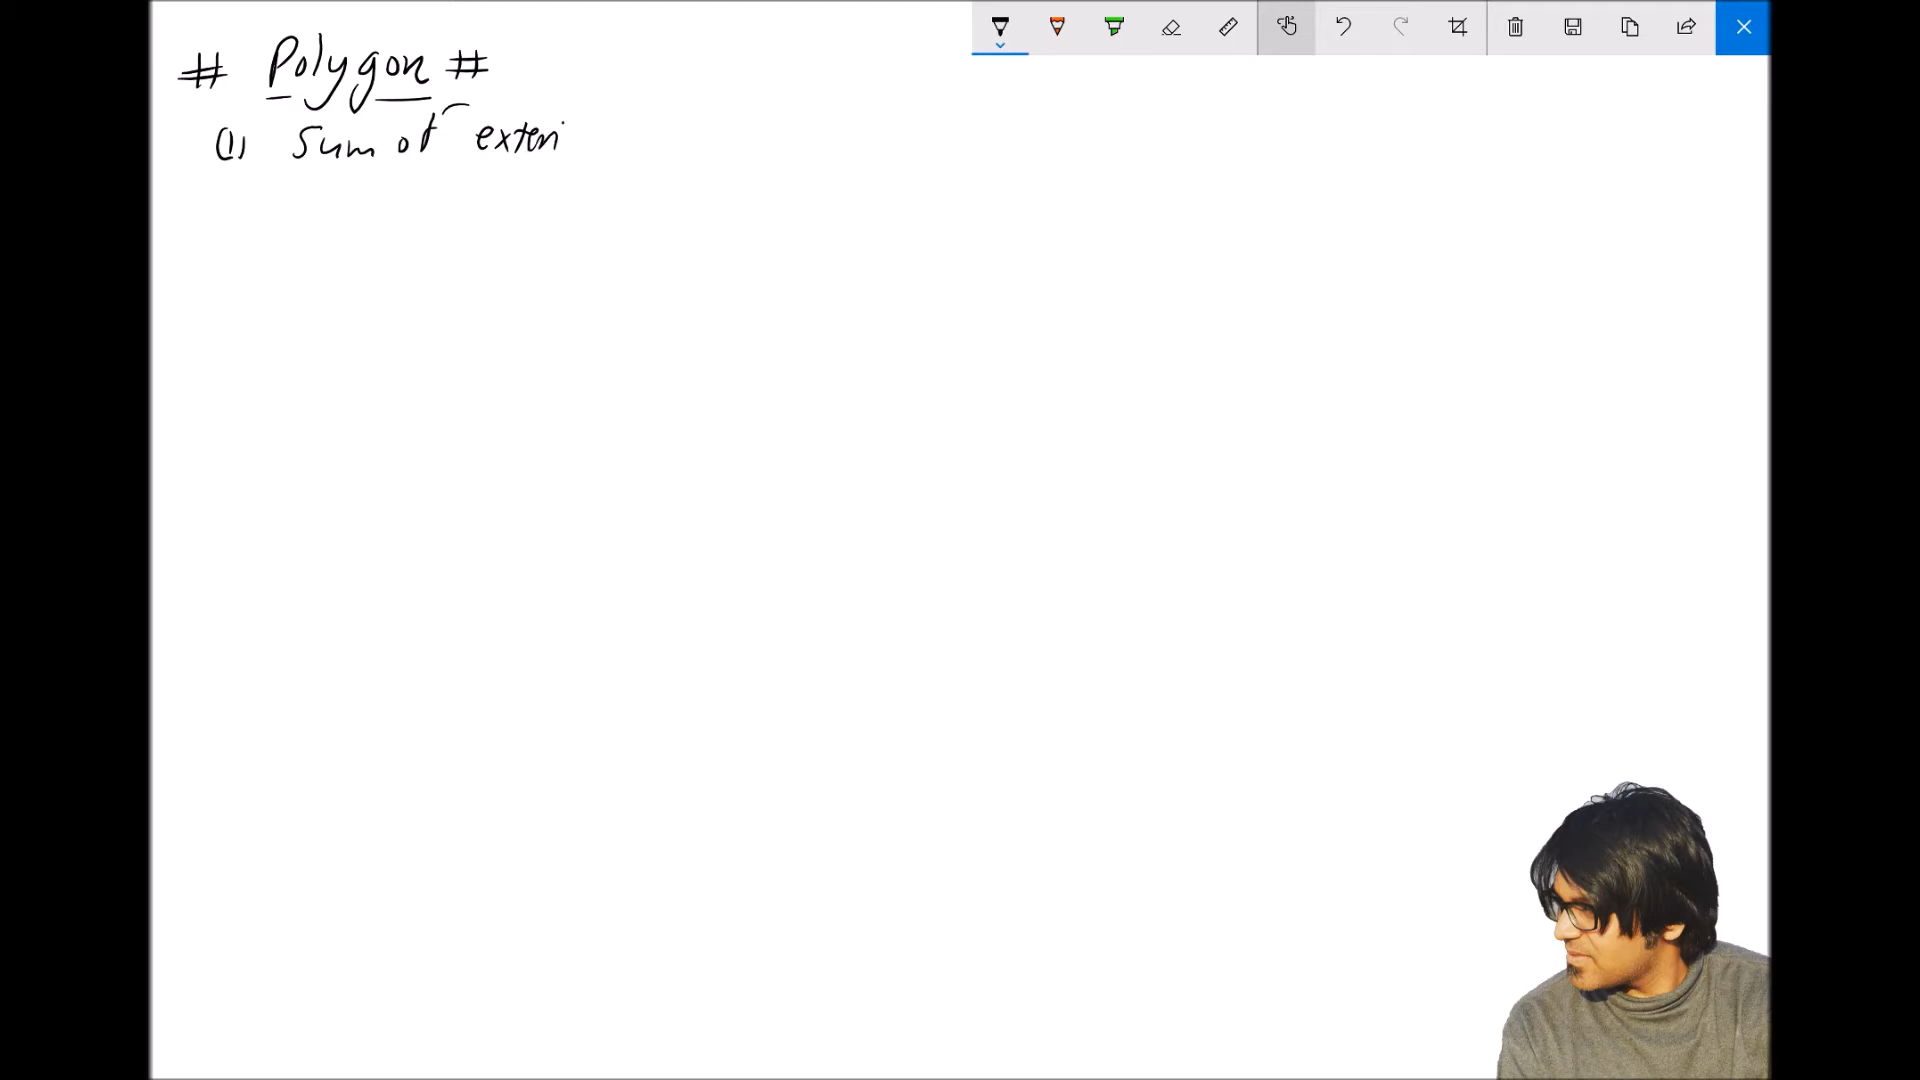 # Polygon #
(1) Sum of exteri